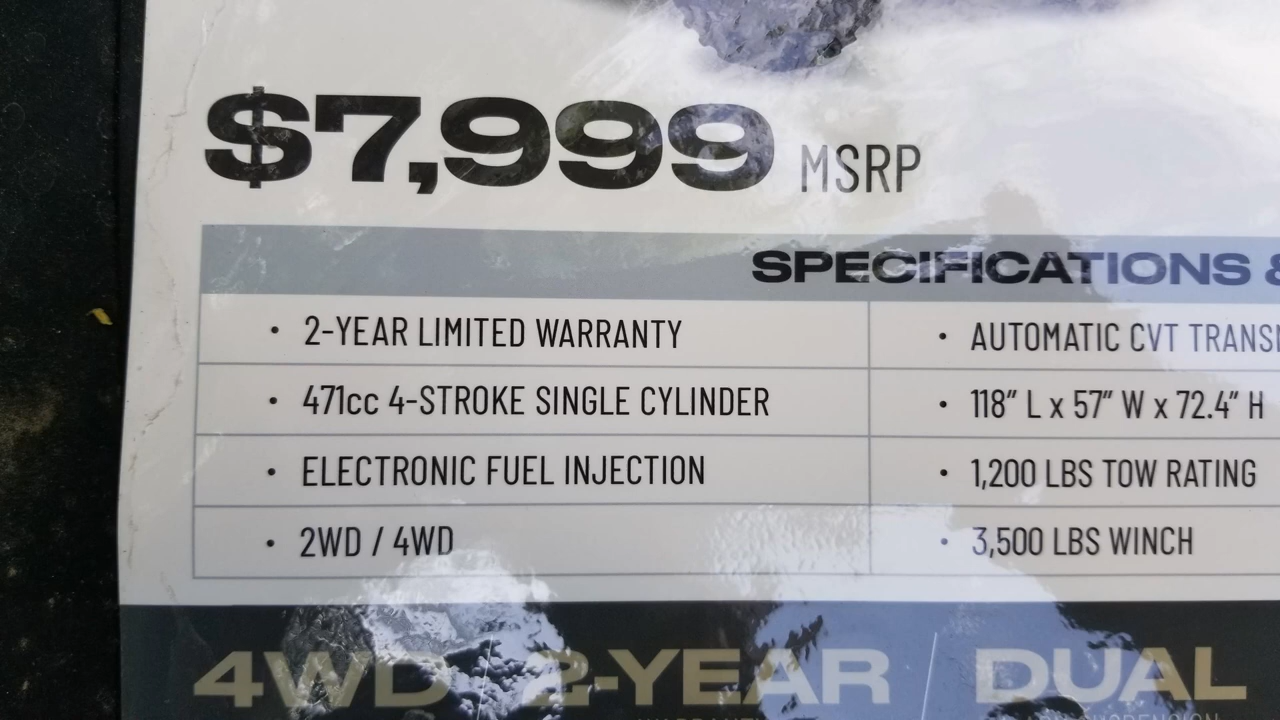 $7,999 MSRP
SPECIFICATIONS &
• 2-YEAR LIMITED WARRANTY
• AUTOMATIC CVT
• 471cc 4-STROKE SINGLE CYLINDER
• 118” L x 57” W x 72.4” H
• ELECTRONIC FUEL INJECTION
• 1,200 LBS TOW RATING
• 2WD / 4WD
• 3,500 LBS WINCH
4WD 2-YEAR DUAL
WARRANTY